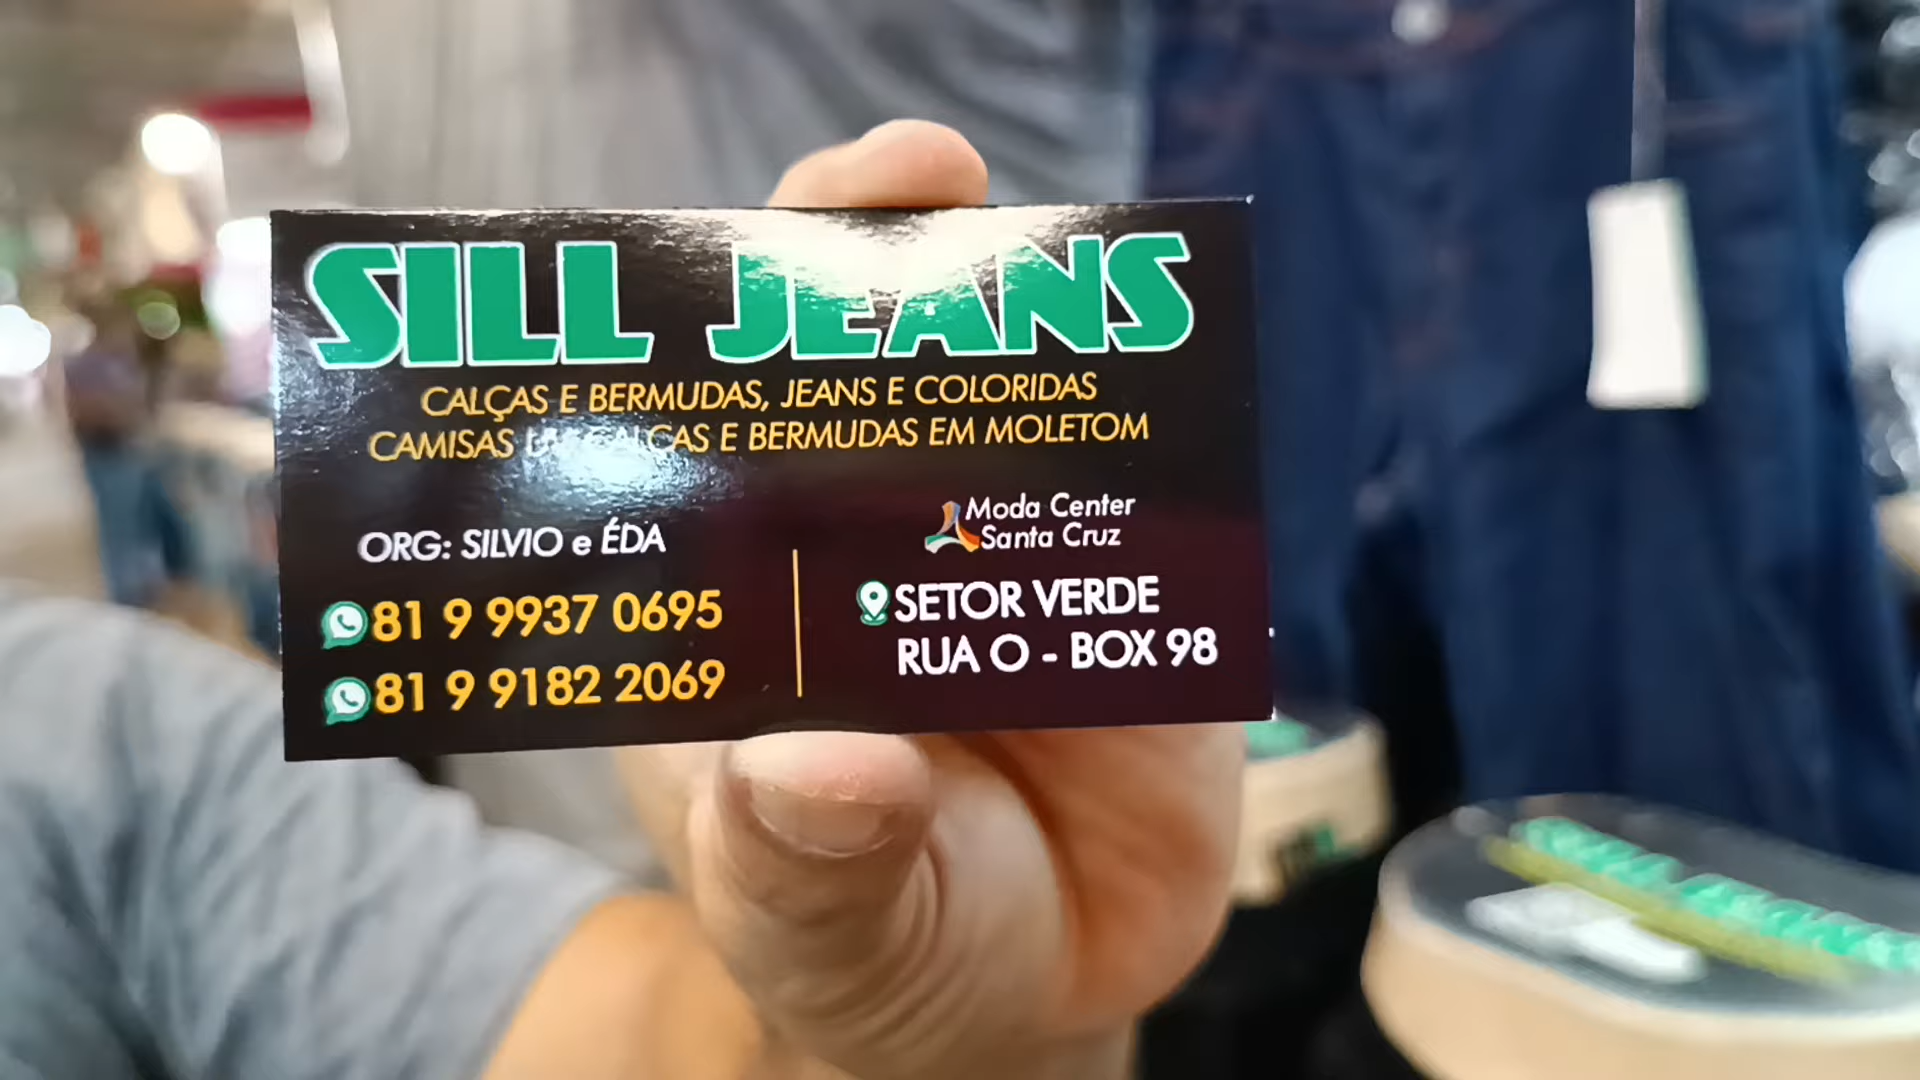 SILL JEANS
CALÇAS E BERMUDAS, JEANS E COLORIDAS
CAMISAS CALÇAS E BERMUDAS EM MOLETOM
ORG: SILVIO e ÉDA
81 9 9937 0695
81 9 9182 2069
Moda Center
Santa Cruz
SETOR VERDE
RUA O - BOX 98